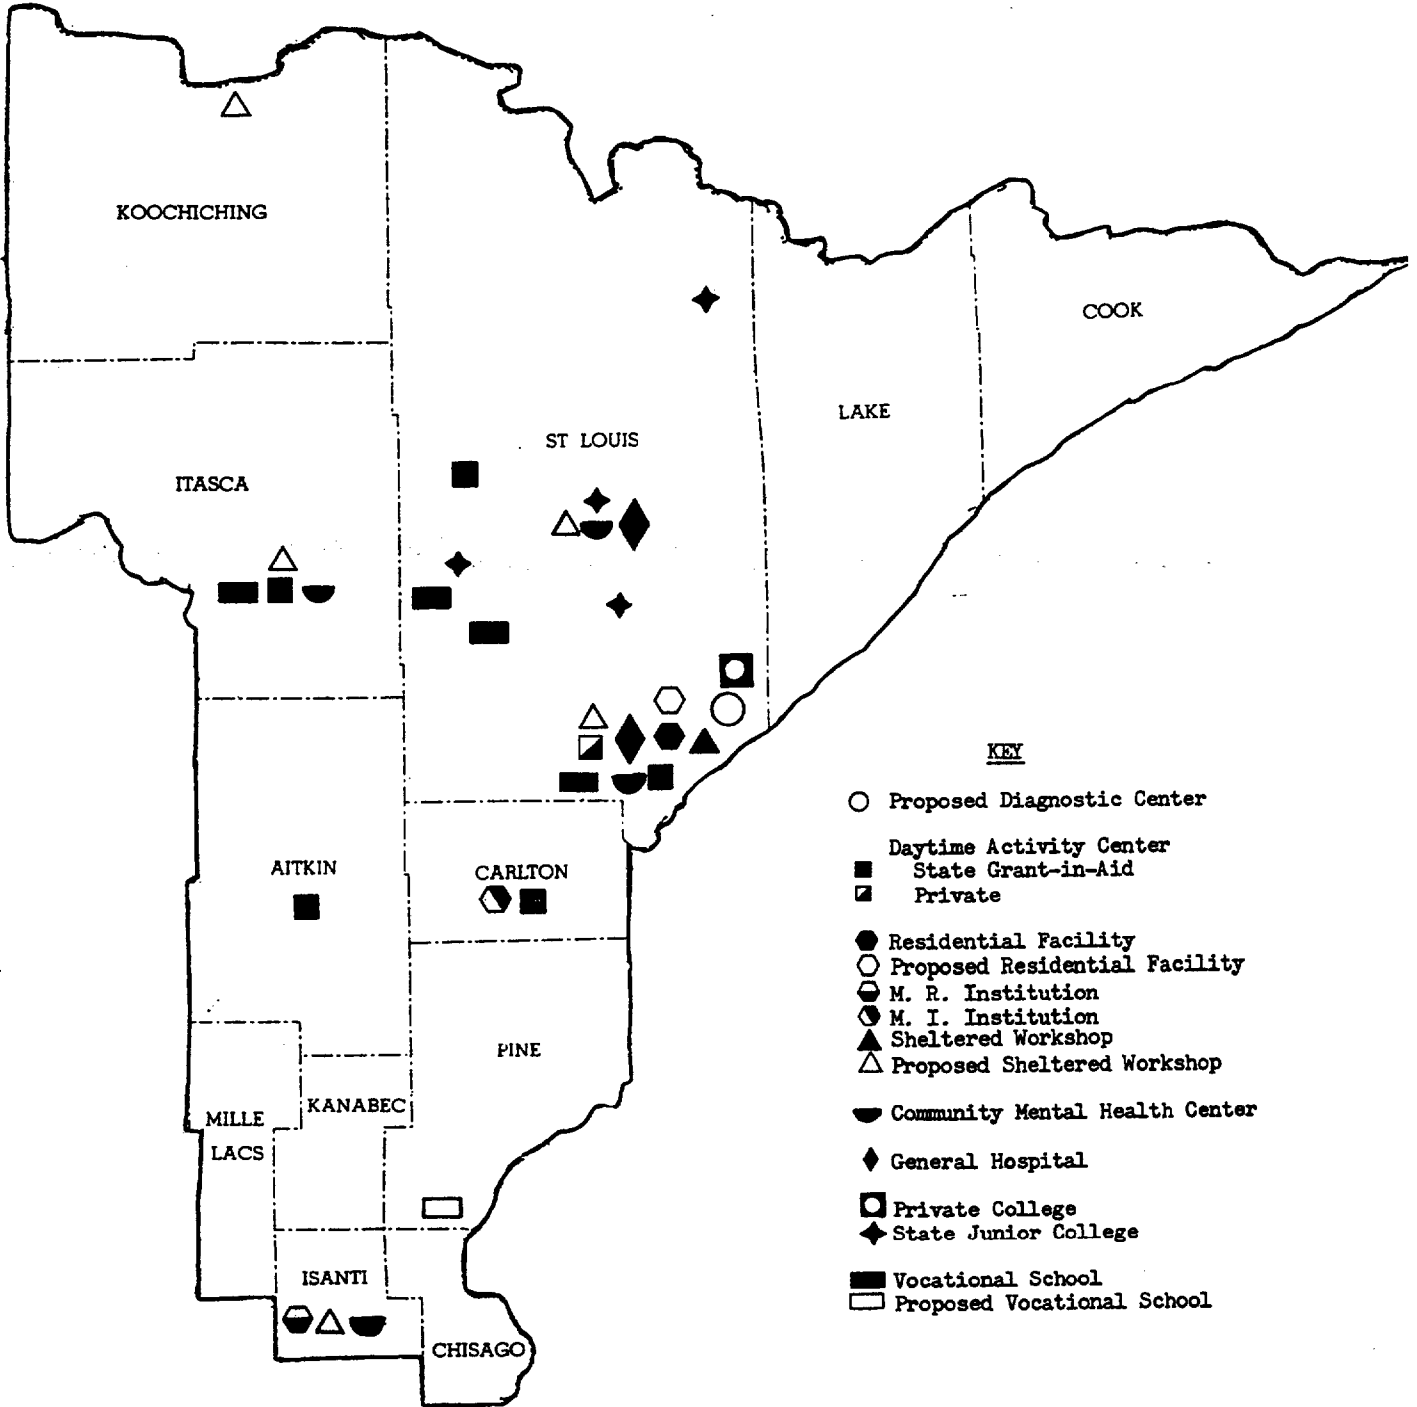 KOOCHICHING
COOK
LAKE
ST LOUIS
ITASCA
AITKIN
CARLTON
PINE
KANABEC
MILLE
LACS
ISANTI
CHISAGO
KEY
Proposed Diagnostic Center
Daytime Activity Center
State Grant-in-Aid
Private
Residential Facility
Proposed Residential Facility
M. R. Institution
M. I. Institution
Sheltered Workshop
Proposed Sheltered Workshop
Community Mental Health Center
General Hospital
Private College
State Junior College
Vocational School
Proposed Vocational School